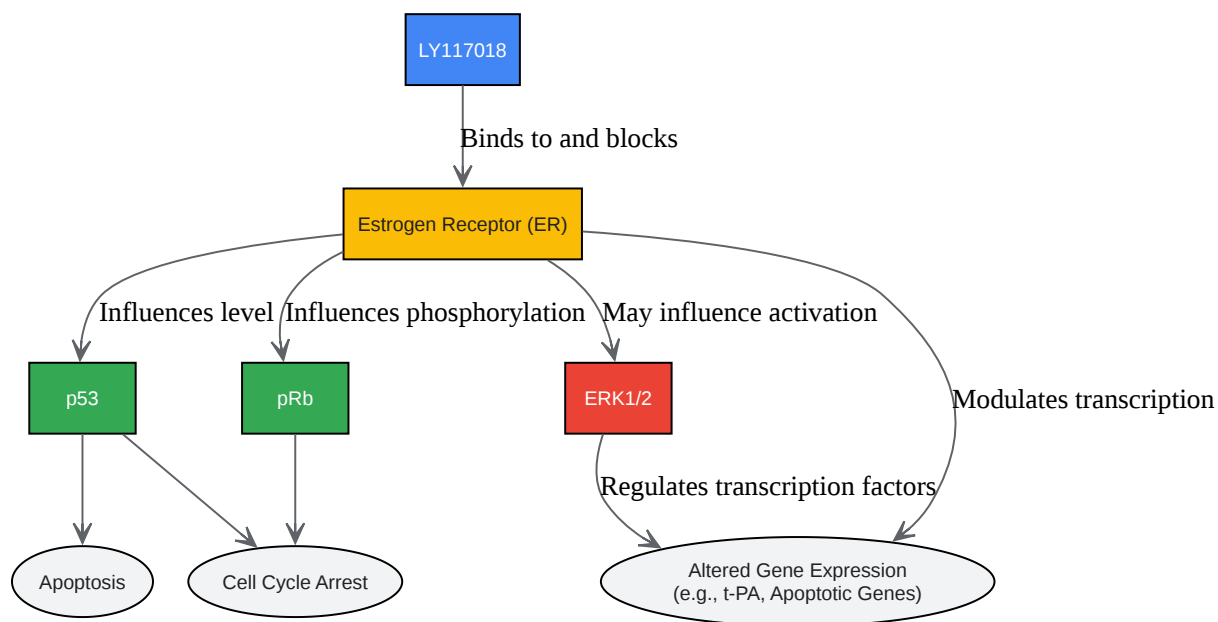 LY117018
Binds to and blocks
Estrogen Receptor (ER)
Influences level
Influences phosphorylation
May influence activation
p53
pRb
ERK1/2
Modulates transcription
Regulates transcription factors
Apoptosis
Cell Cycle Arrest
Altered Gene Expression
(e.g., t-PA, Apoptotic Genes)